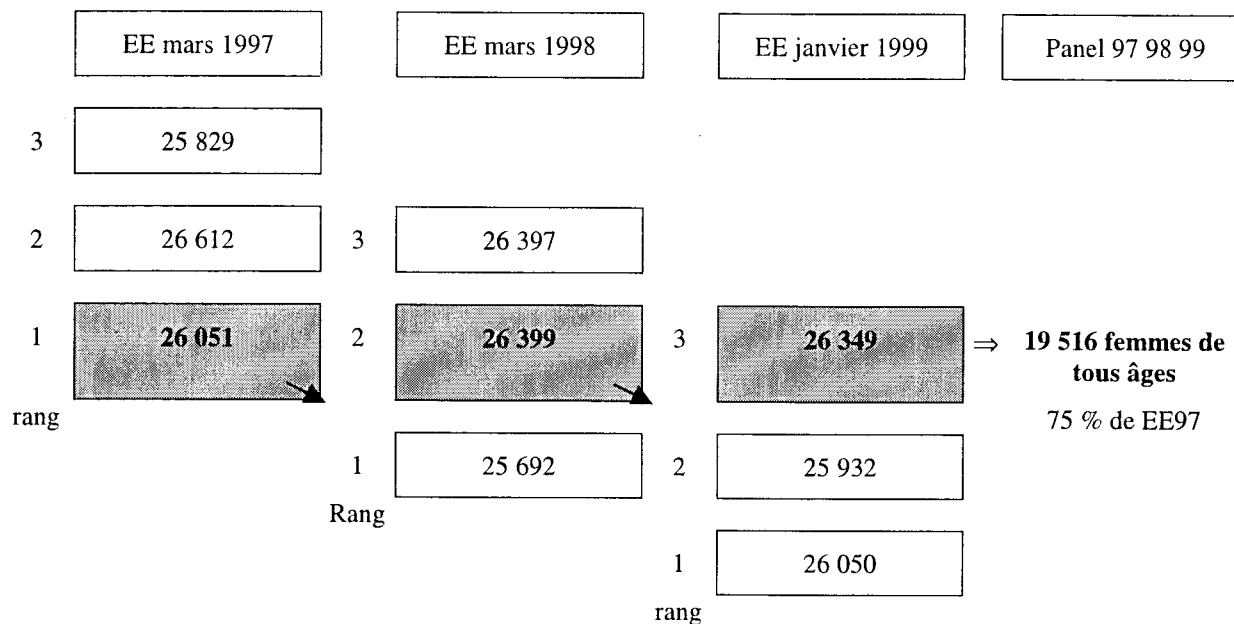 EE mars 1997 EE mars 1998 EE janvier 1999 Panel 97 98 99
3 25 829
2 26 612 3 26 397
1 26 051 2 26 399 3 26 349 ⇒ 19 516 femmes de
tous âges
rang 75 % de EE97
1 25 692 2 25 932
Rang
1 26 050
rang